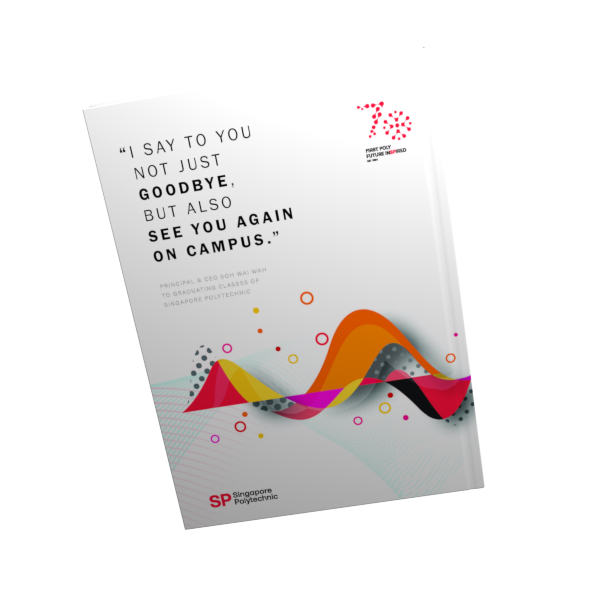 “I SAY TO YOU
NOT JUST
GOODBYE,
BUT ALSO
SEE YOU AGAIN
ON CAMPUS.”
PRINCIPAL & CEO SOH WAI WAH
TO GRADUATING CLASSES OF
SINGAPORE POLYTECHNIC
70
FIRST POLY
FUTURE INSPIRED
SP Singapore
Polytechnic